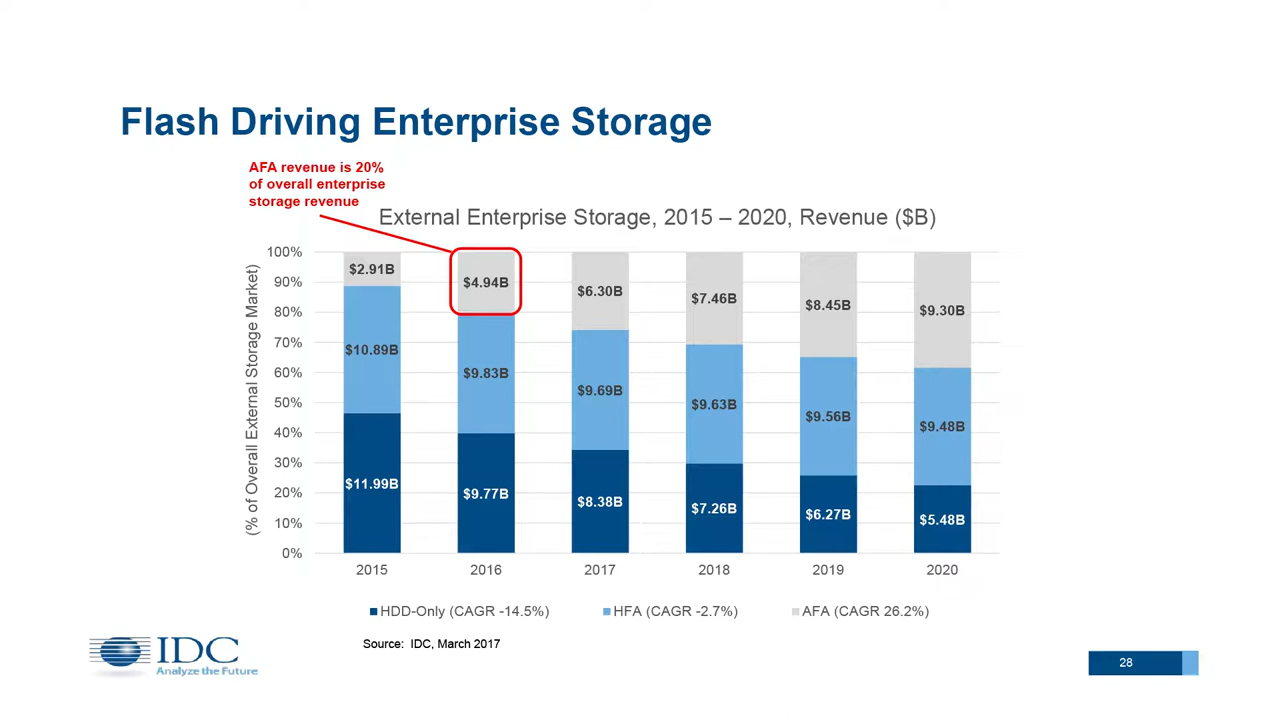 Flash Driving Enterprise Storage
AFA revenue is 20%
of overall enterprise
storage revenue
External Enterprise Storage, 2015 – 2020, Revenue ($B)
(% of Overall External Storage Market)
100%
90%
80%
70%
60%
50%
40%
30%
20%
10%
0%
$2.91B
$10.89B
$11.99B
$4.94B
$9.83B
$9.77B
$6.30B
$9.69B
$8.38B
$7.46B
$9.63B
$7.26B
$8.45B
$9.56B
$6.27B
$9.30B
$9.48B
$5.48B
2015 2016 2017 2018 2019 2020
HDD-Only (CAGR -14.5%) HFA (CAGR -2.7%) AFA (CAGR 26.2%)
Source: IDC, March 2017
IDC
Analyze the Future
28